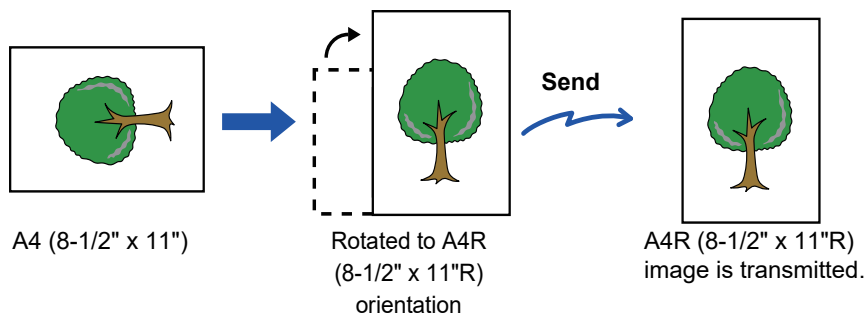 Send
A4 (8-1/2" x 11")
Rotated to A4R
(8-1/2" x 11"R)
orientation
A4R (8-1/2" x 11"R)
image is transmitted.